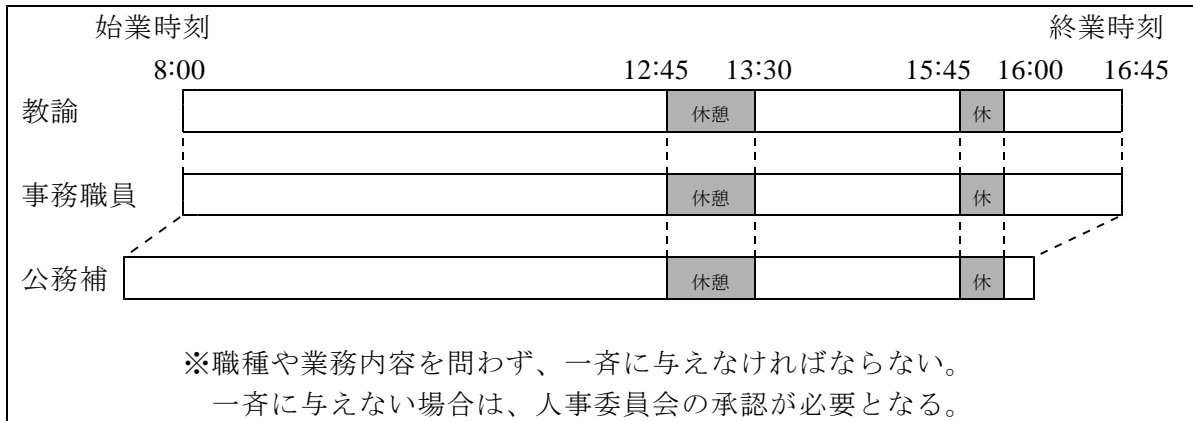 始業時刻 終業時刻
8:00 12:45 13:30 15:45 16:00 16:45
教諭 休憩 休
事務職員 休憩 休
公務補 休憩 休
※職種や業務内容を問わず、一斉に与えなければならない。
一斉に与えない場合は、人事委員会の承認が必要となる。